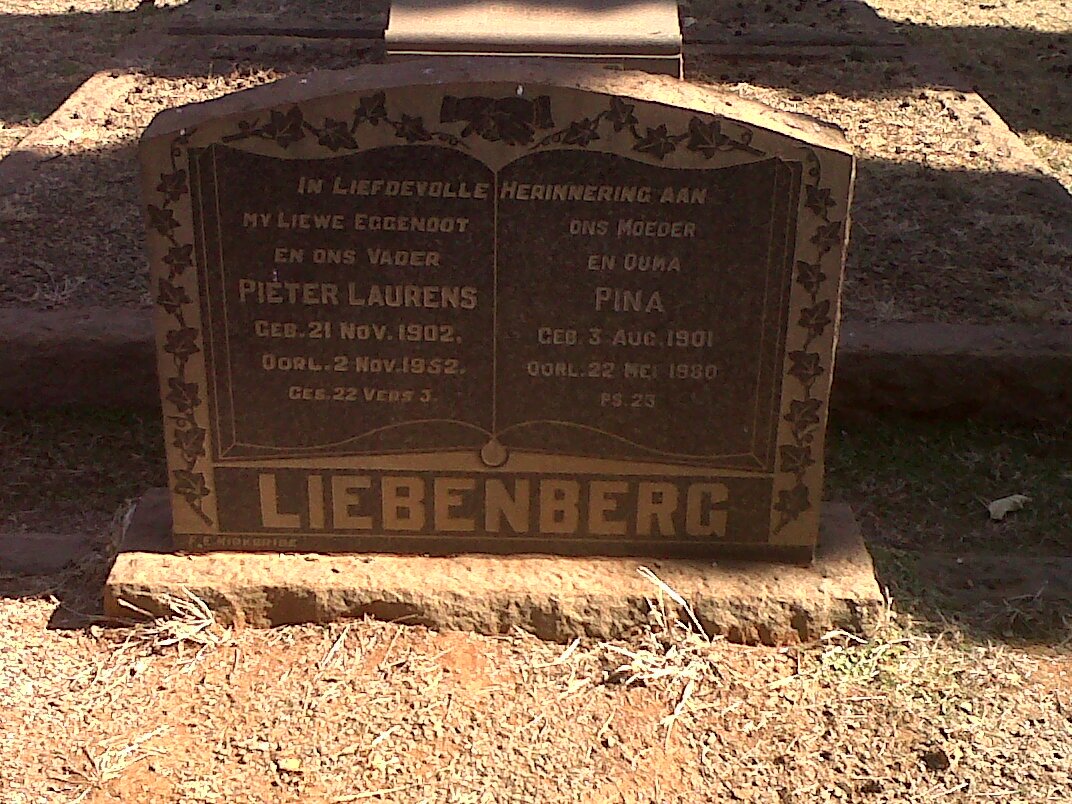 IN LIEFDEVOLLE HERINNERING AAN
MY LIEWE EGGENOOT
EN ONS VADER
PIETER LAURENS
GEB. 21 NOV. 1902.
OORL. 2 NOV. 1952.
GES. 22 VERS 3.
ONS MOEDER
EN OUMA
PINA
GEB. 3 AUG. 1901
OORL. 22 MEI 1980
PS. 23
LIEBENBERG